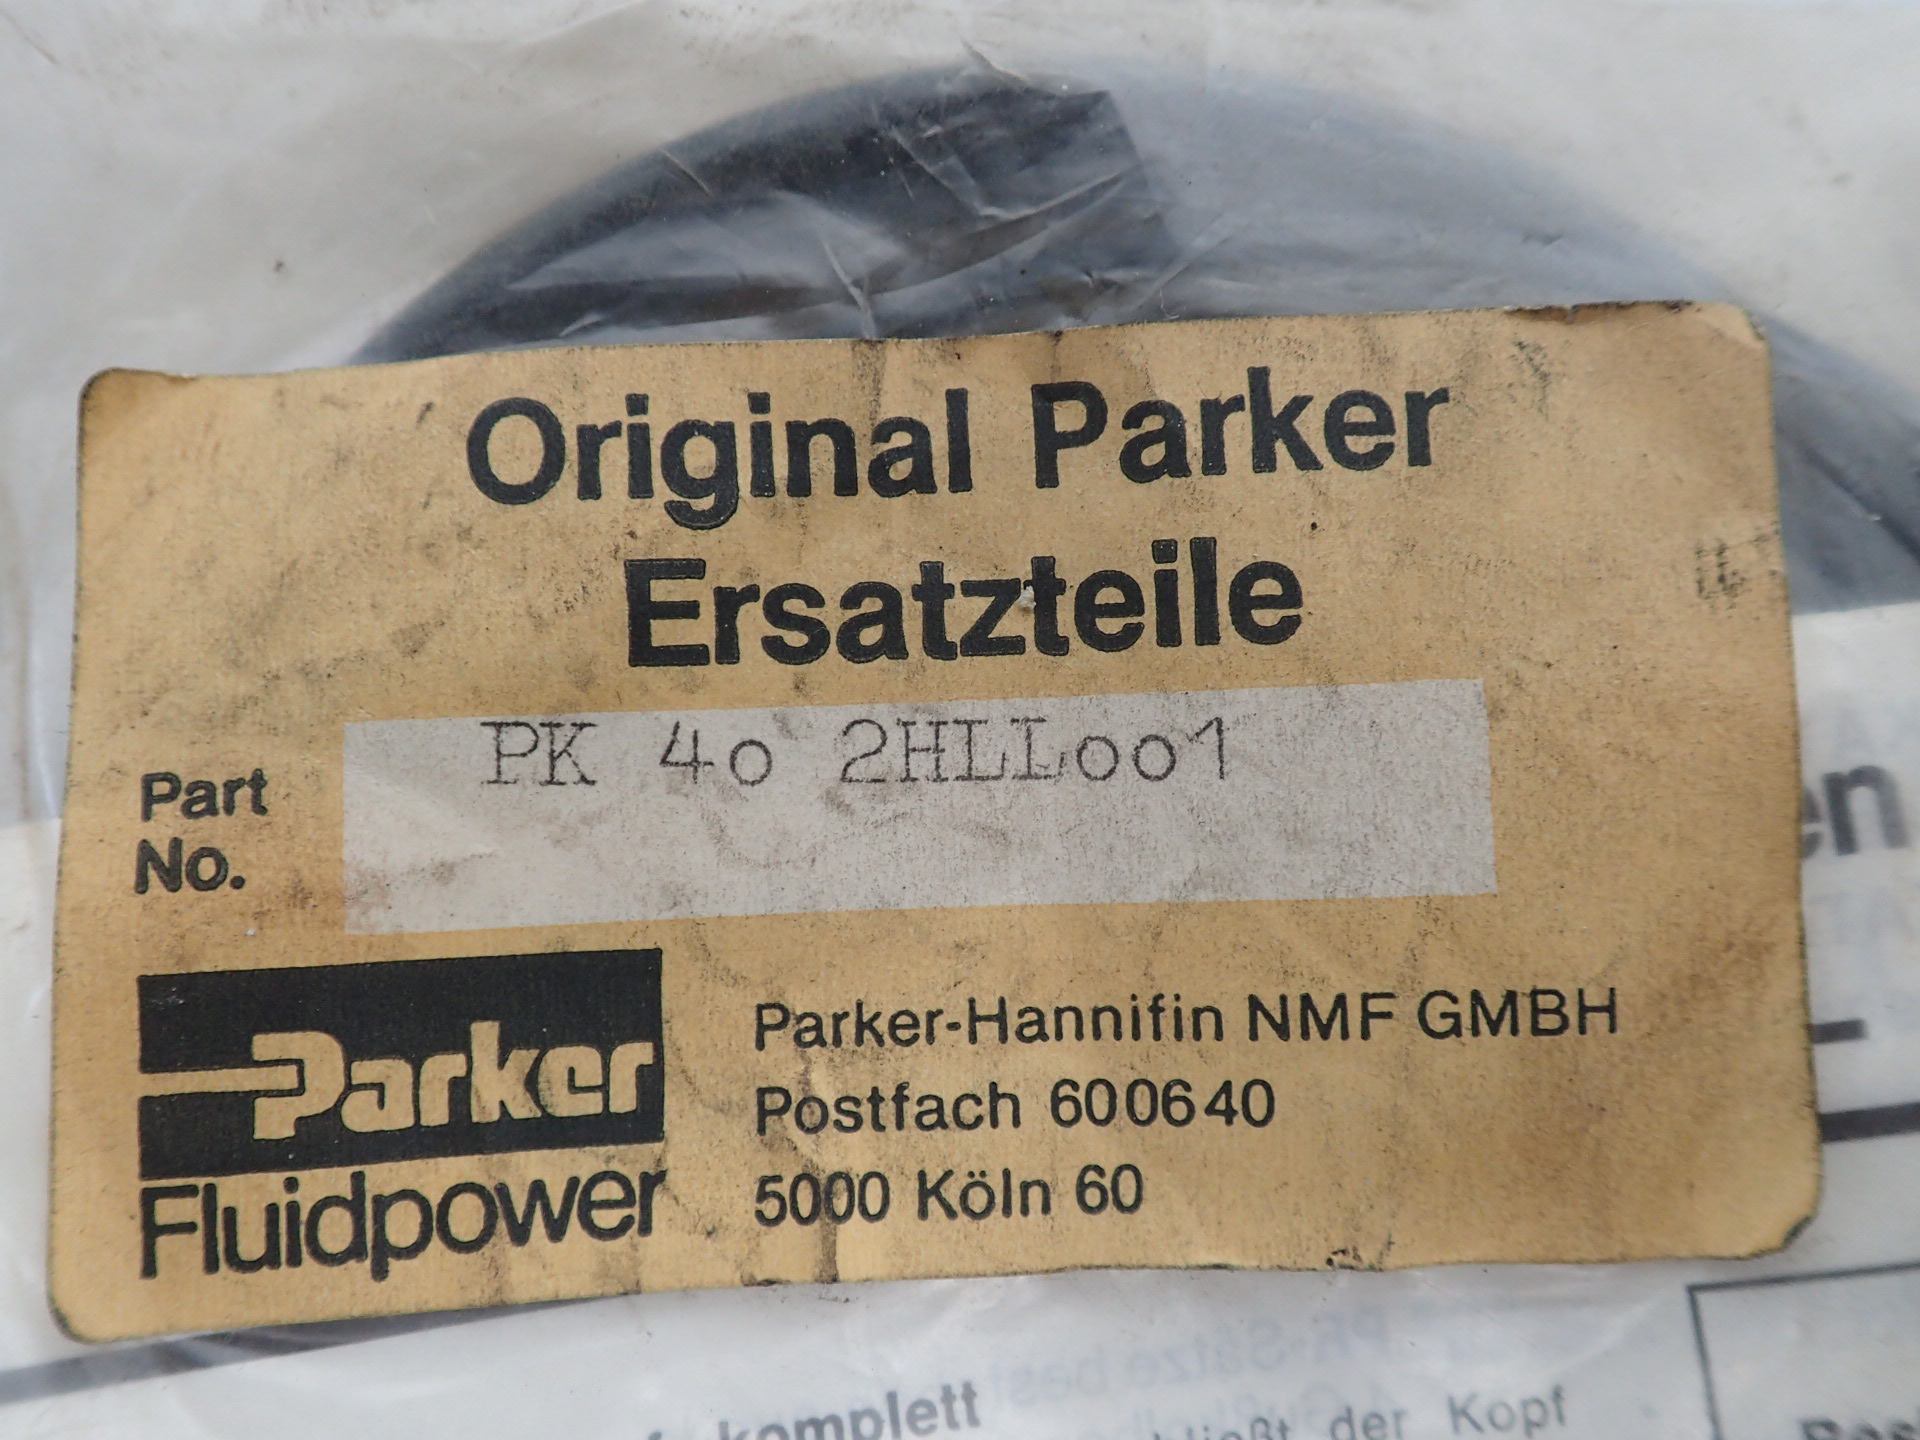 Original Parker
Ersatzteile
PK 40 2HLL001
Part
No.
Parker
Fluidpower
Parker-Hannifin NMF GMBH
Postfach 600640
5000 Köln 60
en
komplett
der Kopf